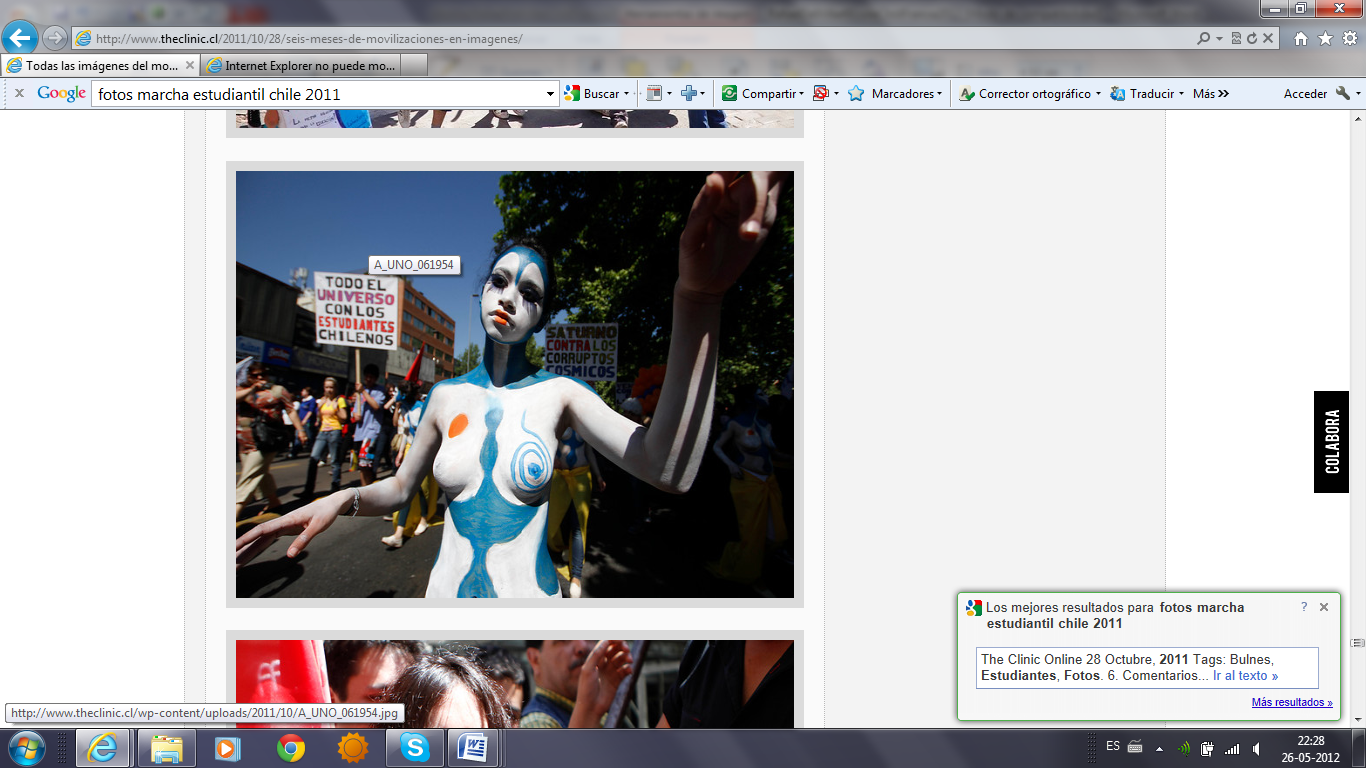 http://www.theclinic.cl/2011/10/28/seis-meses-de-movilizaciones-en-imagenes/
Todas las imágenes del mo...
Internet Explorer no puede mo...
Google
fotos marcha estudiantil chile 2011
Buscar
Compartir
Marcadores
Corrector ortográfico
Traducir
Más »
Acceder
A_UNO_061954
TODO EL
UNIVERSO
CON LOS
ESTUDIANTES
CHILENOS
SATURNO
CONTRA LOS
CORRUPTOS
COSMICOS
COLABORA
Los mejores resultados para fotos marcha
estudiantil chile 2011
?
The Clinic Online 28 Octubre, 2011 Tags: Bulnes,
Estudiantes, Fotos. 6. Comentarios... Ir al texto »
Más resultados »
http://www.theclinic.cl/wp-content/uploads/2011/10/A_UNO_061954.jpg
ES
22:28
26-05-2012